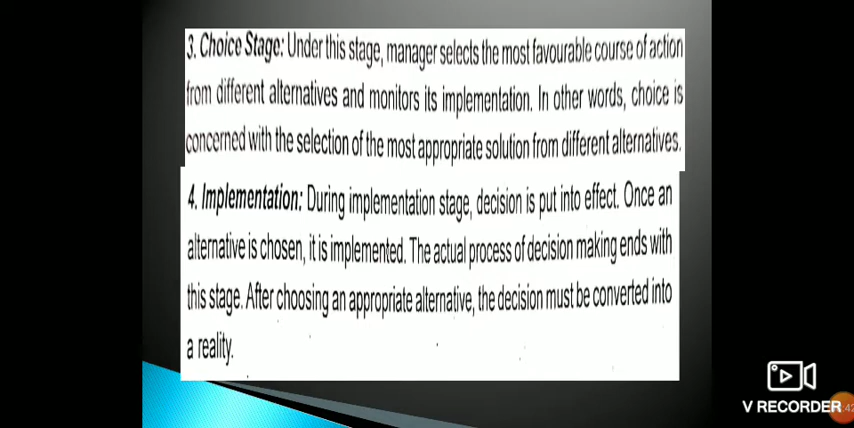 3. Choice Stage: Under this stage, manager selects the most favourable course of action
from different alternatives and monitors its implementation. In other words, choice is
concerned with the selection of the most appropriate solution from different alternatives.
4. Implementation: During implementation stage, decision is put into effect. Once an
alternative is chosen, it is implemented. The actual process of decision making ends with
this stage. After choosing an appropriate alternative, the decision must be converted into
a reality.
V RECORDER
:42